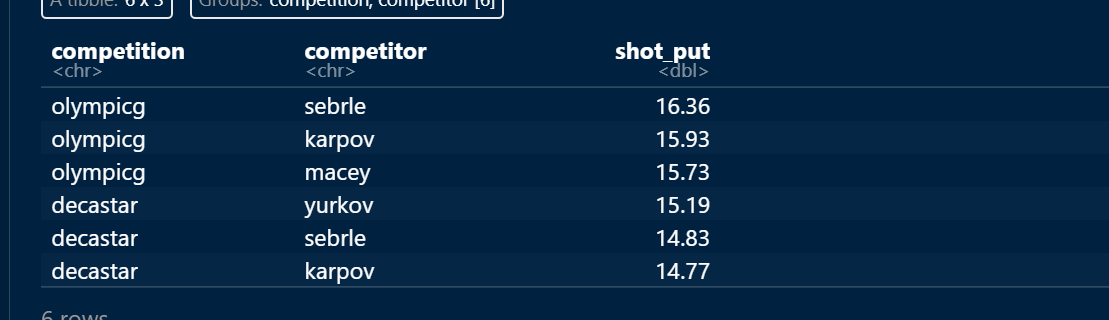 A tibble: 6 x 3 Groups: competition, competitor [6]
competition competitor shot_put
<chr> <chr> <dbl>
olympicg sebrle 16.36
olympicg karpov 15.93
olympicg macey 15.73
decastar yurkov 15.19
decastar sebrle 14.83
decastar karpov 14.77
6 rows